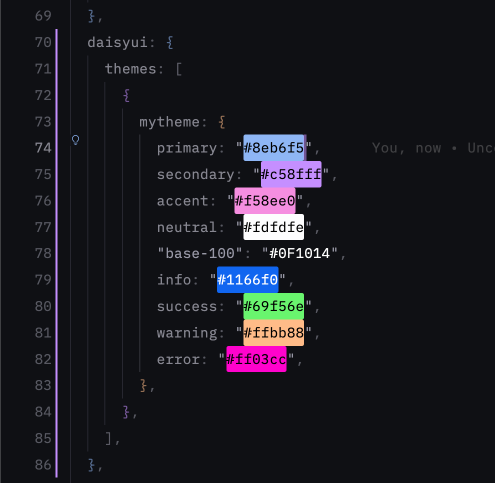 69 },
70 daisyui: {
71 themes: [
72 {
73 mytheme: {
74 primary: "#8eb6f5", You, now • Unco
75 secondary: "#c58fff",
76 accent: "#f58ee0",
77 neutral: "#fdfdfe",
78 "base-100": "#0F1014",
79 info: "#1166f0",
80 success: "#69f56e",
81 warning: "#ffbb88",
82 error: "#ff03cc",
83 },
84 },
85 ],
86 },